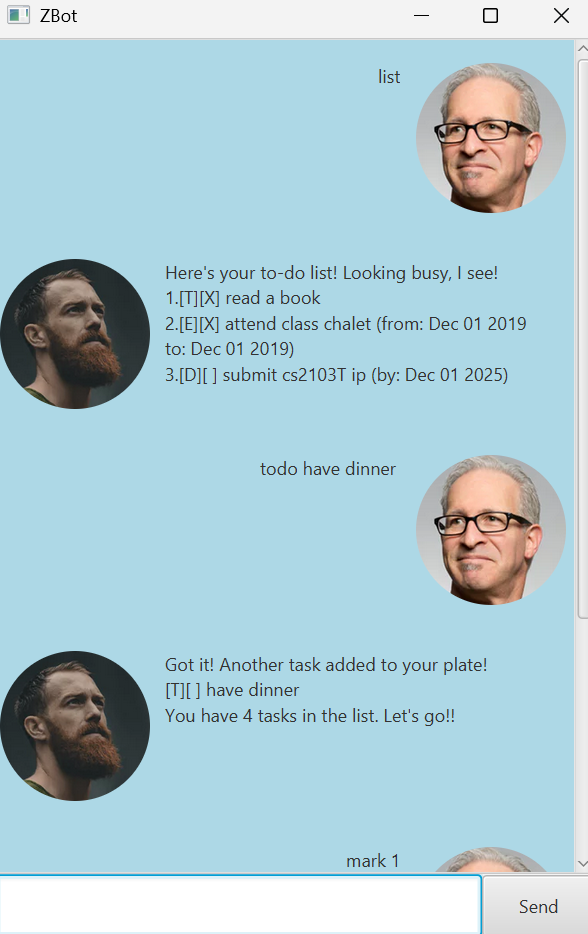 ZBot
list
Here's your to-do list! Looking busy, I see!
1.[T][X] read a book
2.[E][X] attend class chalet (from: Dec 01 2019
to: Dec 01 2019)
3.[D][ ] submit cs2103T ip (by: Dec 01 2025)
todo have dinner
Got it! Another task added to your plate!
[T][ ] have dinner
You have 4 tasks in the list. Let's go!!
mark 1
Send